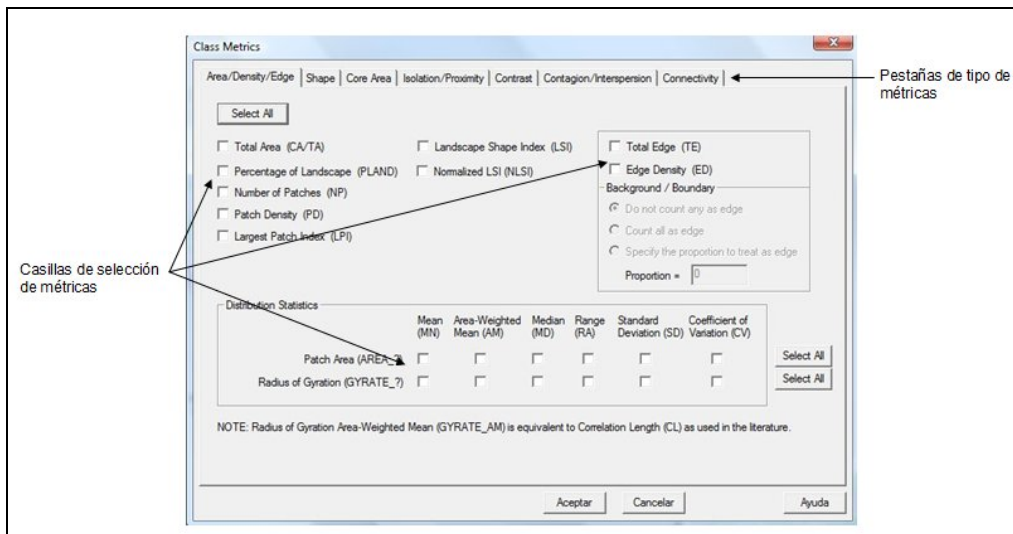 Class Metrics
Area/Density/Edge | Shape | Core Area | Isolation/Proximity | Contrast | Contagion/Interspersion | Connectivity |
Pestañas de tipo de
métricas
Select All
Total Area (CA/TA)
Percentage of Landscape (PLAND)
Number of Patches (NP)
Patch Density (PD)
Largest Patch Index (LPI)
Landscape Shape Index (LSI)
Normalized LSI (NLSI)
Total Edge (TE)
Edge Density (ED)
Background / Boundary
Do not count any as edge
Count all as edge
Specify the proportion to treat as edge
Proportion = 0
Casillas de selección
de métricas
Distribution Statistics
Mean (MN)
Area-Weighted Mean (AM)
Median (MD)
Range (RA)
Standard Deviation (SD)
Coefficient of Variation (CV)
Patch Area (AREA_?)
Select All
Radius of Gyration (GYRATE_?)
Select All
NOTE: Radius of Gyration Area-Weighted Mean (GYRATE_AM) is equivalent to Correlation Length (CL) as used in the literature.
Aceptar
Cancelar
Ayuda